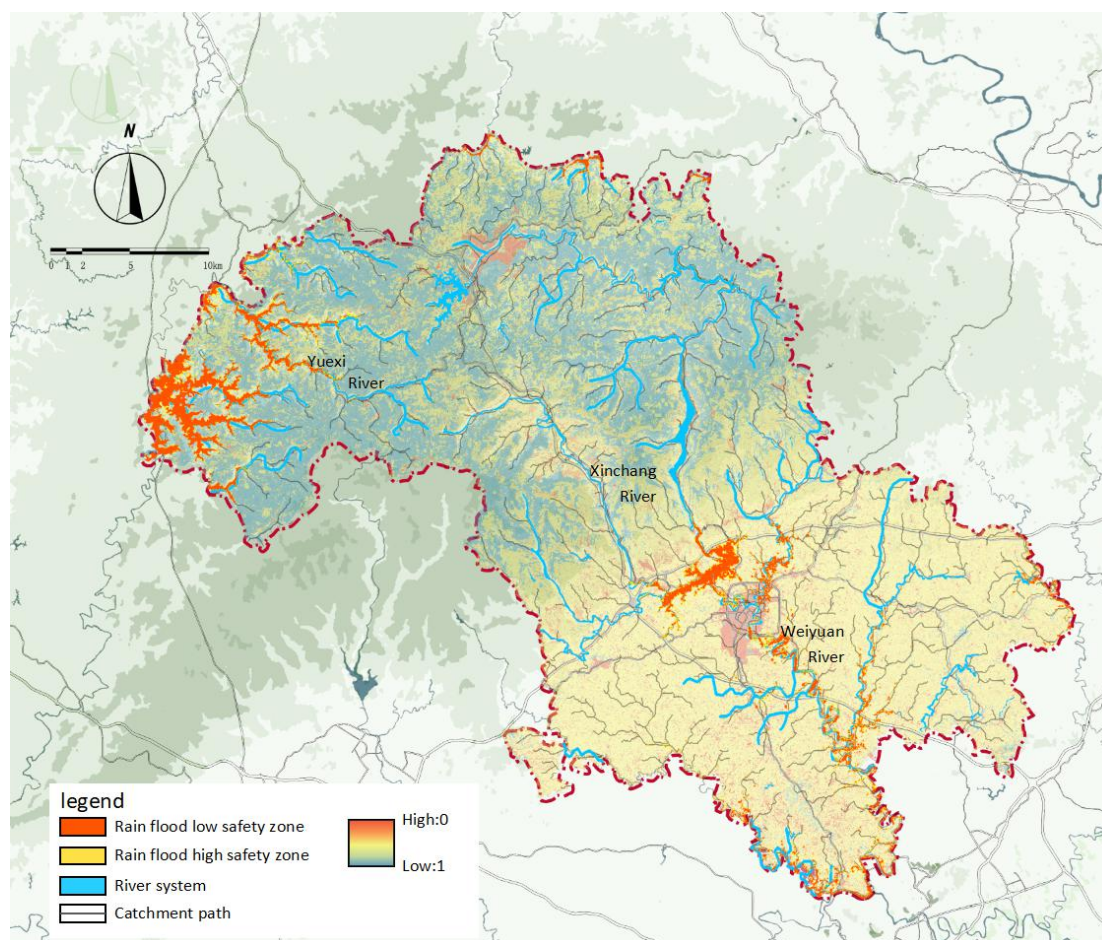 N
0 1 2 5 10km
Yuexi
River
Xinchang
River
Weiyuan
River
legend
Rain flood low safety zone
Rain flood high safety zone
River system
Catchment path
High:0
Low:1